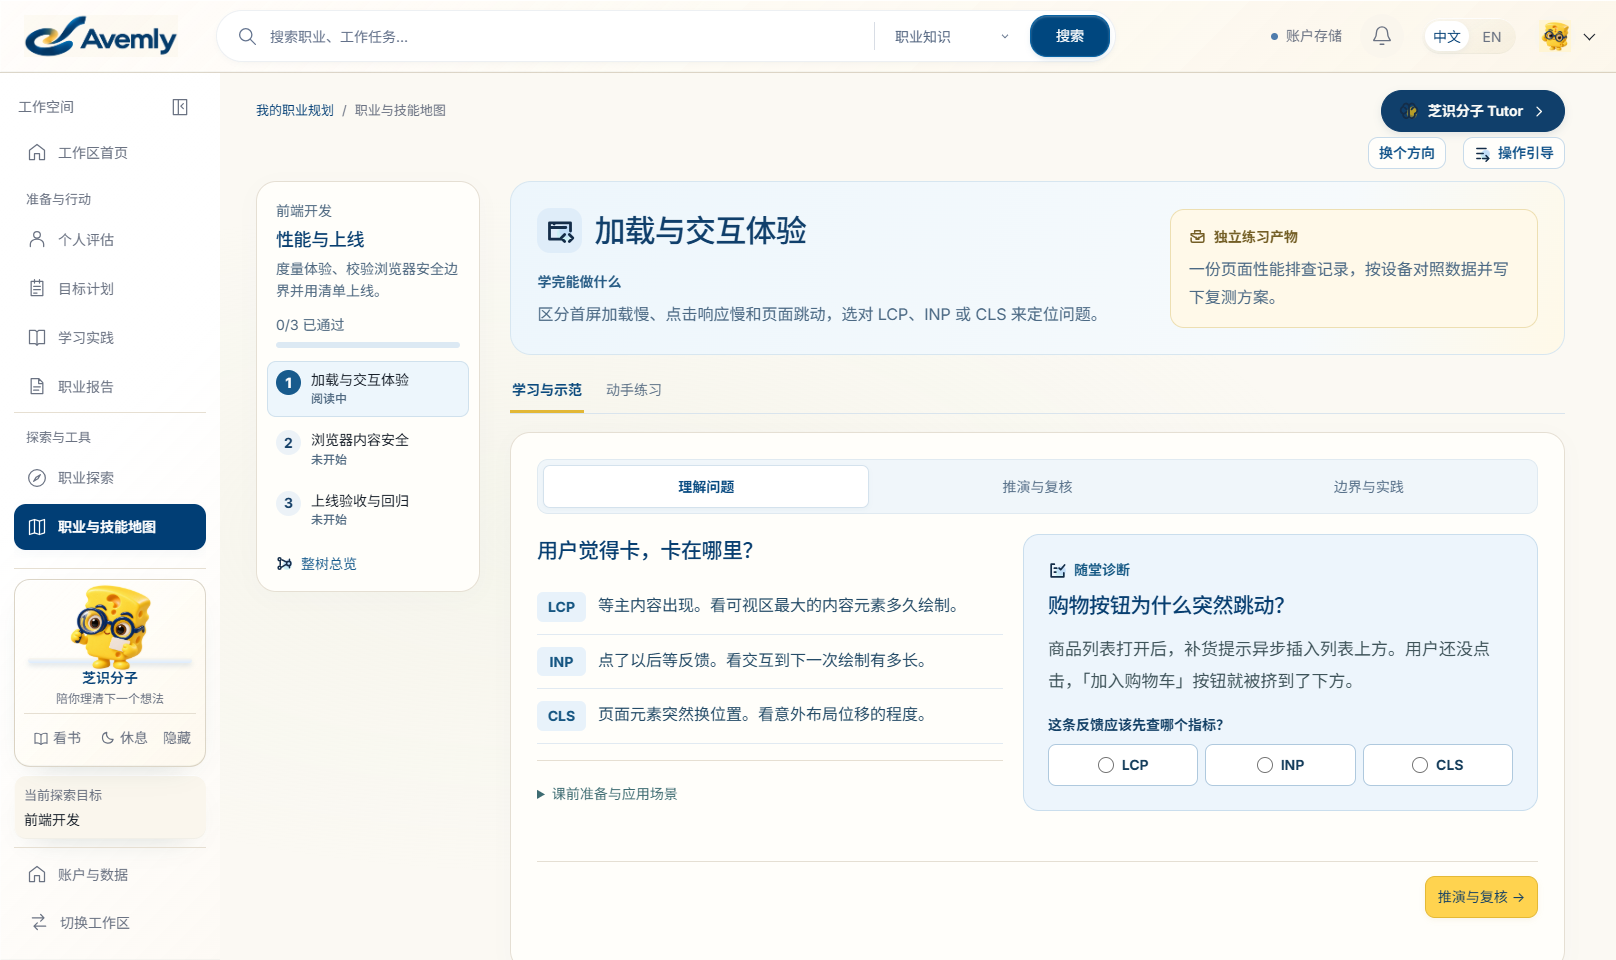 Avemly
搜索职业、工作任务...
职业知识
搜索
账户存储
中文
EN
工作空间
工作区首页
准备与行动
个人评估
目标计划
学习实践
职业报告
探索与工具
职业探索
职业与技能地图
芝识分子
陪你理清下一个想法
看书
休息
隐藏
当前探索目标
前端开发
账户与数据
切换工作区
我的职业规划 / 职业与技能地图
芝识分子 Tutor
换个方向
操作引导
前端开发
性能与上线
度量体验、校验浏览器安全边
界并用清单上线。
0/3 已通过
1
加载与交互体验
阅读中
2
浏览器内容安全
未开始
3
上线验收与回归
未开始
整树总览
加载与交互体验
学完能做什么
区分首屏加载慢、点击响应慢和页面跳动，选对 LCP、INP 或 CLS 来定位问题。
独立练习产物
一份页面性能排查记录，按设备对照数据并写
下复测方案。
学习与示范
动手练习
理解问题
推演与复核
边界与实践
用户觉得卡，卡在哪里？
LCP
等主内容出现。看可视区最大的内容元素多久绘制。
INP
点了以后等反馈。看交互到下一次绘制有多长。
CLS
页面元素突然换位置。看意外布局位移的程度。
课前准备与应用场景
随堂诊断
购物按钮为什么突然跳动？
商品列表打开后，补货提示异步插入列表上方。用户还没点
击，「加入购物车」按钮就被挤到了下方。
这条反馈应该先查哪个指标？
LCP
INP
CLS
推演与复核 →